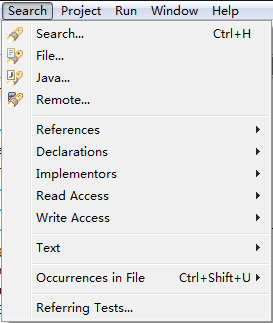 Search Project Run Window Help
Search... Ctrl+H
File...
Java...
Remote...
References
Declarations
Implementors
Read Access
Write Access
Text
Occurrences in File Ctrl+Shift+U
Referring Tests...